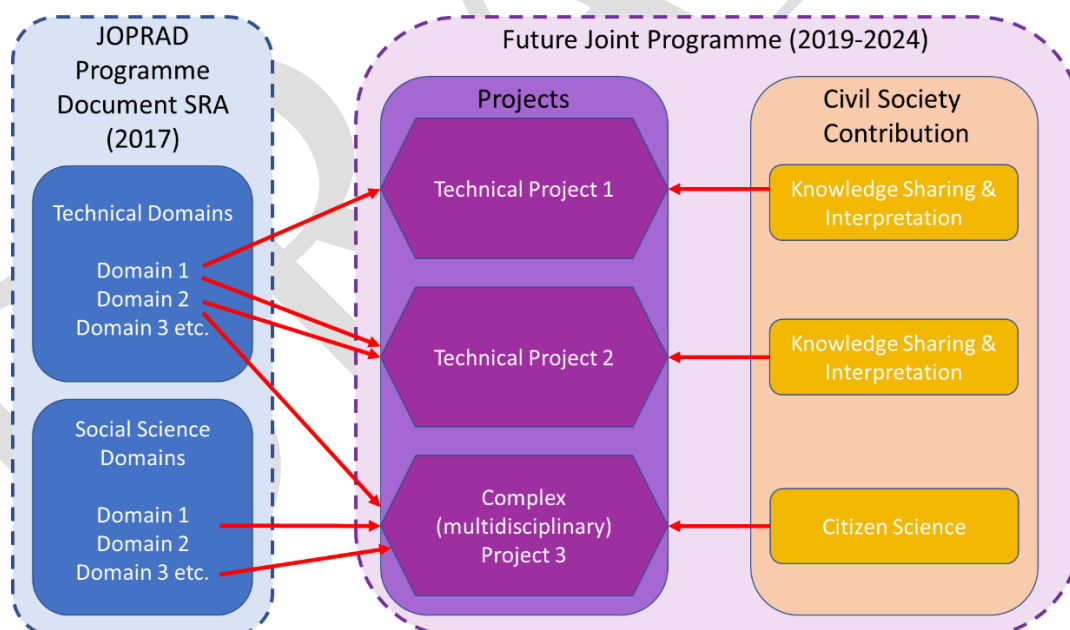 JOPRAD
Programme
Document SRA
(2017)
Technical Domains
Domain 1
Domain 2
Domain 3 etc.
Social Science
Domains
Domain 1
Domain 2
Domain 3 etc.
Future Joint Programme (2019-2024)
Projects
Technical Project 1
Technical Project 2
Complex
(multidisciplinary)
Project 3
Civil Society
Contribution
Knowledge Sharing &
Interpretation
Knowledge Sharing &
Interpretation
Citizen Science